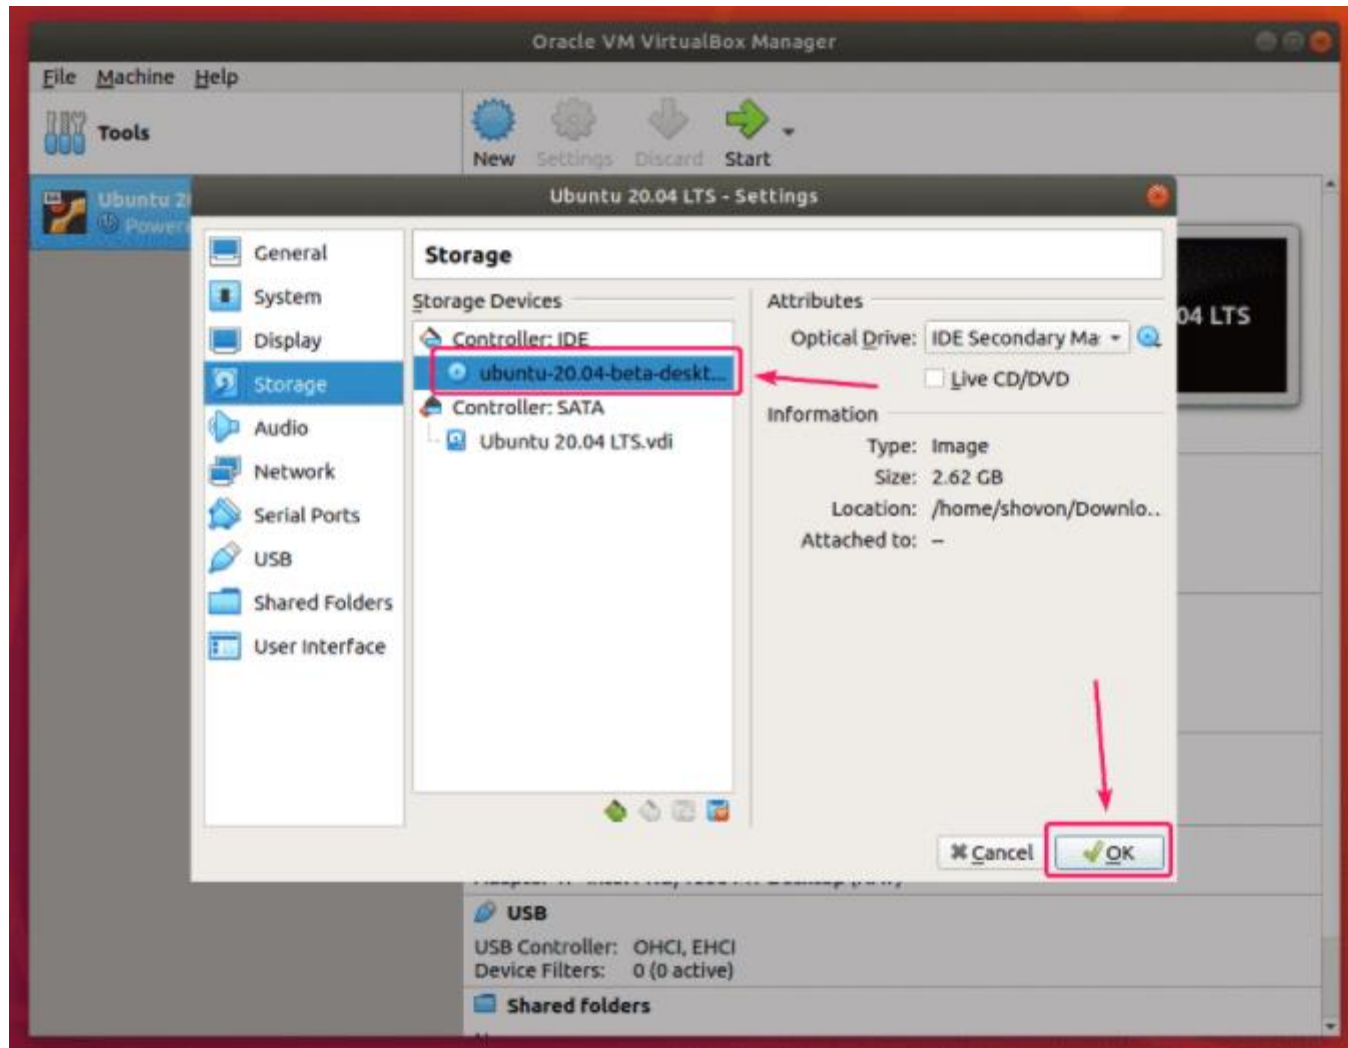 Oracle VM VirtualBox Manager
File Machine Help
Tools
New Settings Discard Start
Ubuntu
Ubuntu 20.04 LTS - Settings
General
System
Display
Storage
Audio
Network
Serial Ports
USB
Shared Folders
User Interface
Storage
Storage Devices
Controller: IDE
ubuntu-20.04-beta-deskt...
Controller: SATA
Ubuntu 20.04 LTS.vdi
Attributes
Optical Drive: IDE Secondary Ma
Live CD/DVD
Information
Type: Image
Size: 2.62 GB
Location: /home/shovon/Downlo..
Attached to: --
04 LTS
Cancel OK
USB
USB Controller: OHCI, EHCI
Device Filters: 0 (0 active)
Shared folders